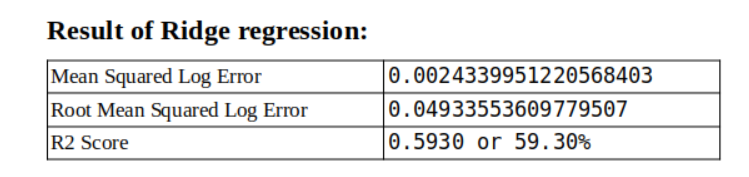 Result of Ridge regression:
Mean Squared Log Error 0.0024339951220568403
Root Mean Squared Log Error 0.04933553609779507
R2 Score 0.5930 or 59.30%